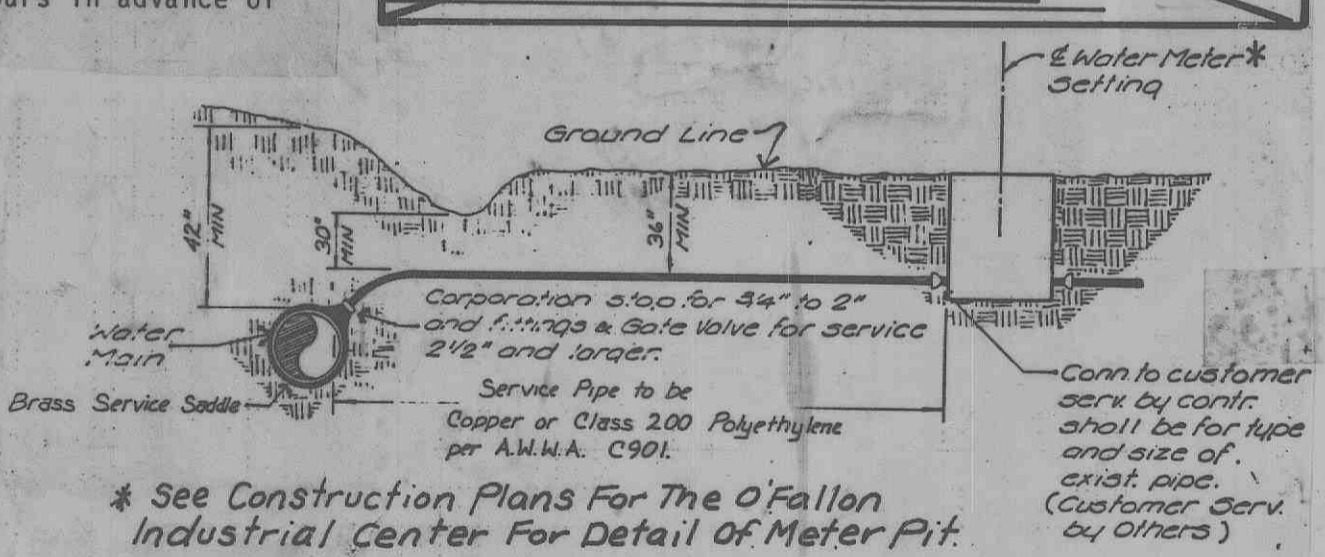 ours in advance of
℄ Water Meter*
Setting
Ground Line
42" MIN
30" MIN
36" MIN
Corporation stop for 3/4" to 2"
and fittings & Gate Valve for service
2 1/2" and larger.
Water
Main
Brass Service Saddle
Service Pipe to be
Copper or Class 200 Polyethylene
per A.W.W.A. C901.
Conn. to customer
serv. by contr.
shall be for type
and size of
exist. pipe.
(Customer Serv.
by Others)
* See Construction Plans For The O'Fallon
Industrial Center For Detail Of Meter Pit.